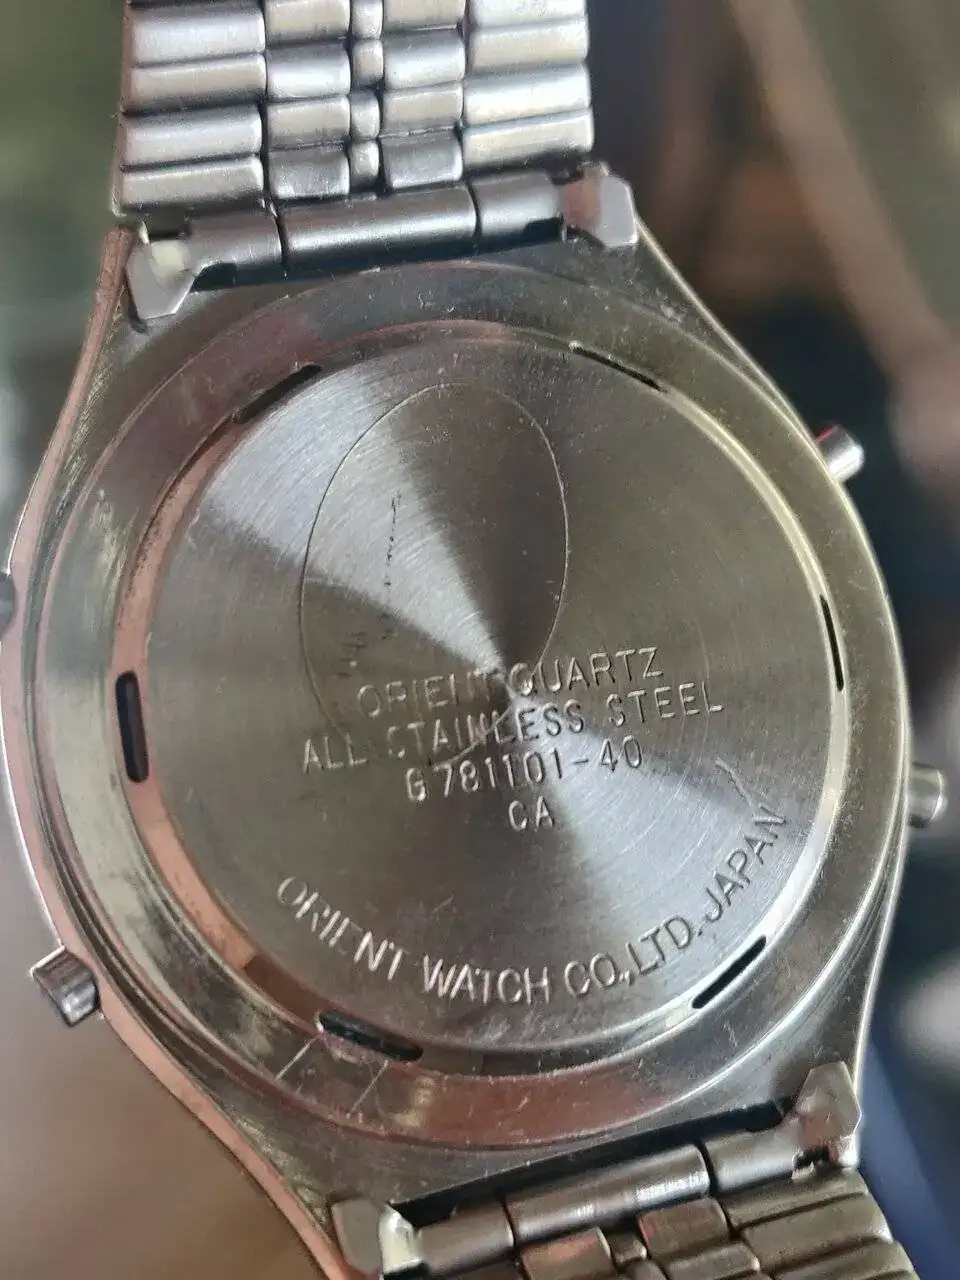 ORIENT QUARTZ
ALL STAINLESS STEEL
G781101-40
CA
ORIENT WATCH CO.,LTD. JAPAN